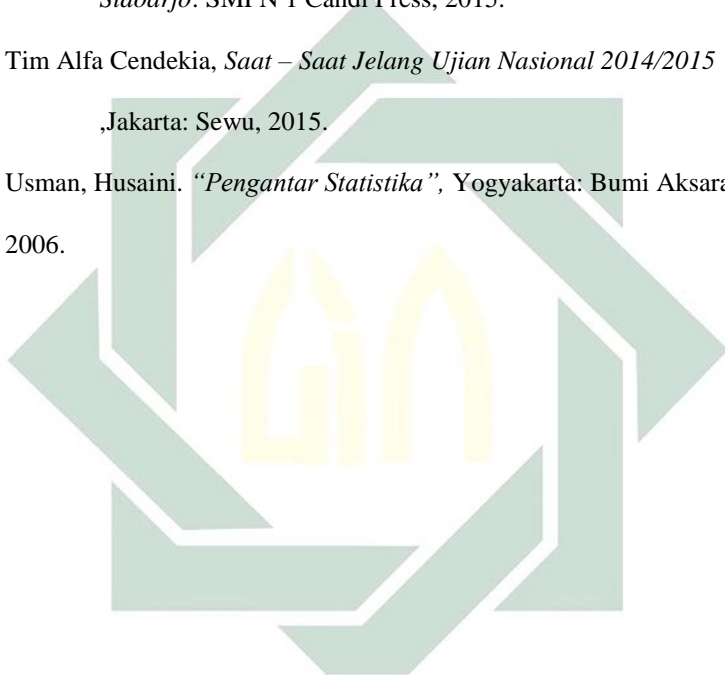 Sidoarjo. SMPN 1 Candi Press, 2015.
Tim Alfa Cendekia, Saat – Saat Jelang Ujian Nasional 2014/2015
,Jakarta: Sewu, 2015.
Usman, Husaini. “Pengantar Statistika”, Yogyakarta: Bumi Aksara
2006.